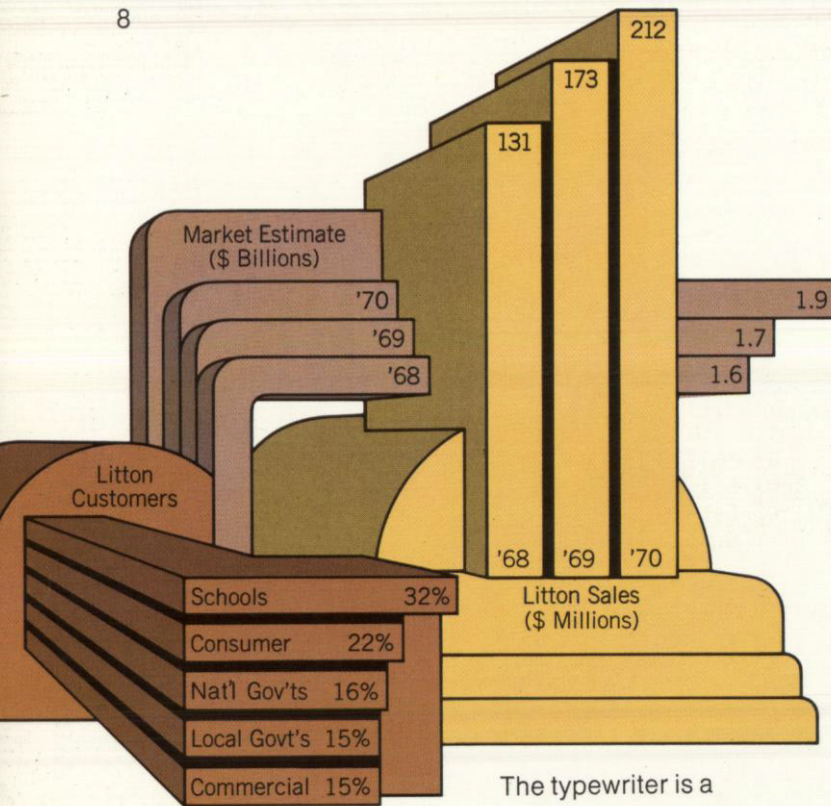 8
212
173
131
Market Estimate
($ Billions)
'70
'69
'68
1.9
1.7
1.6
Litton
Customers
'68
'69
'70
Litton Sales
($ Millions)
Schools 32%
Consumer 22%
Nat'l Gov'ts 16%
Local Govt's 15%
Commercial 15%
The typewriter is a